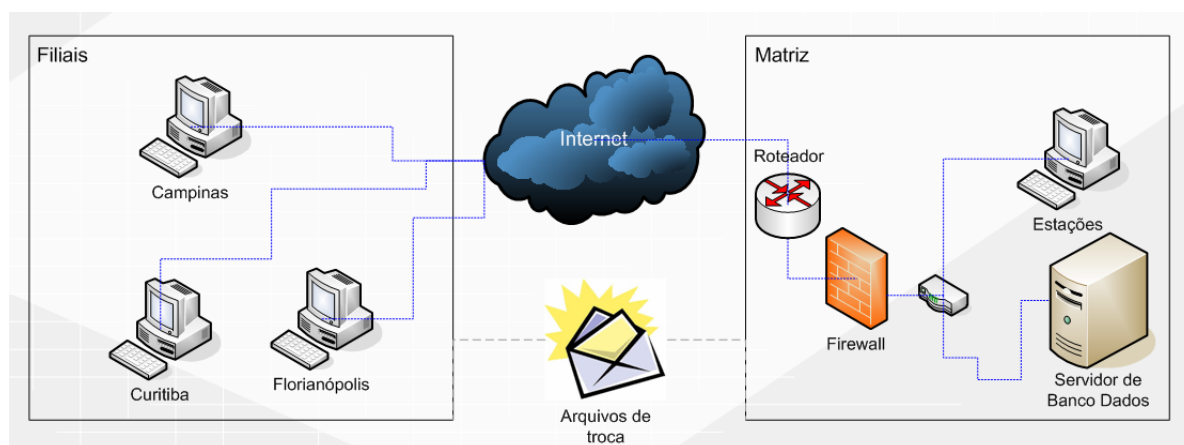 Filiais
Campinas
Curitiba
Florianópolis
Internet
Arquivos de
troca
Matriz
Roteador
Firewall
Estações
Servidor de
Banco Dados